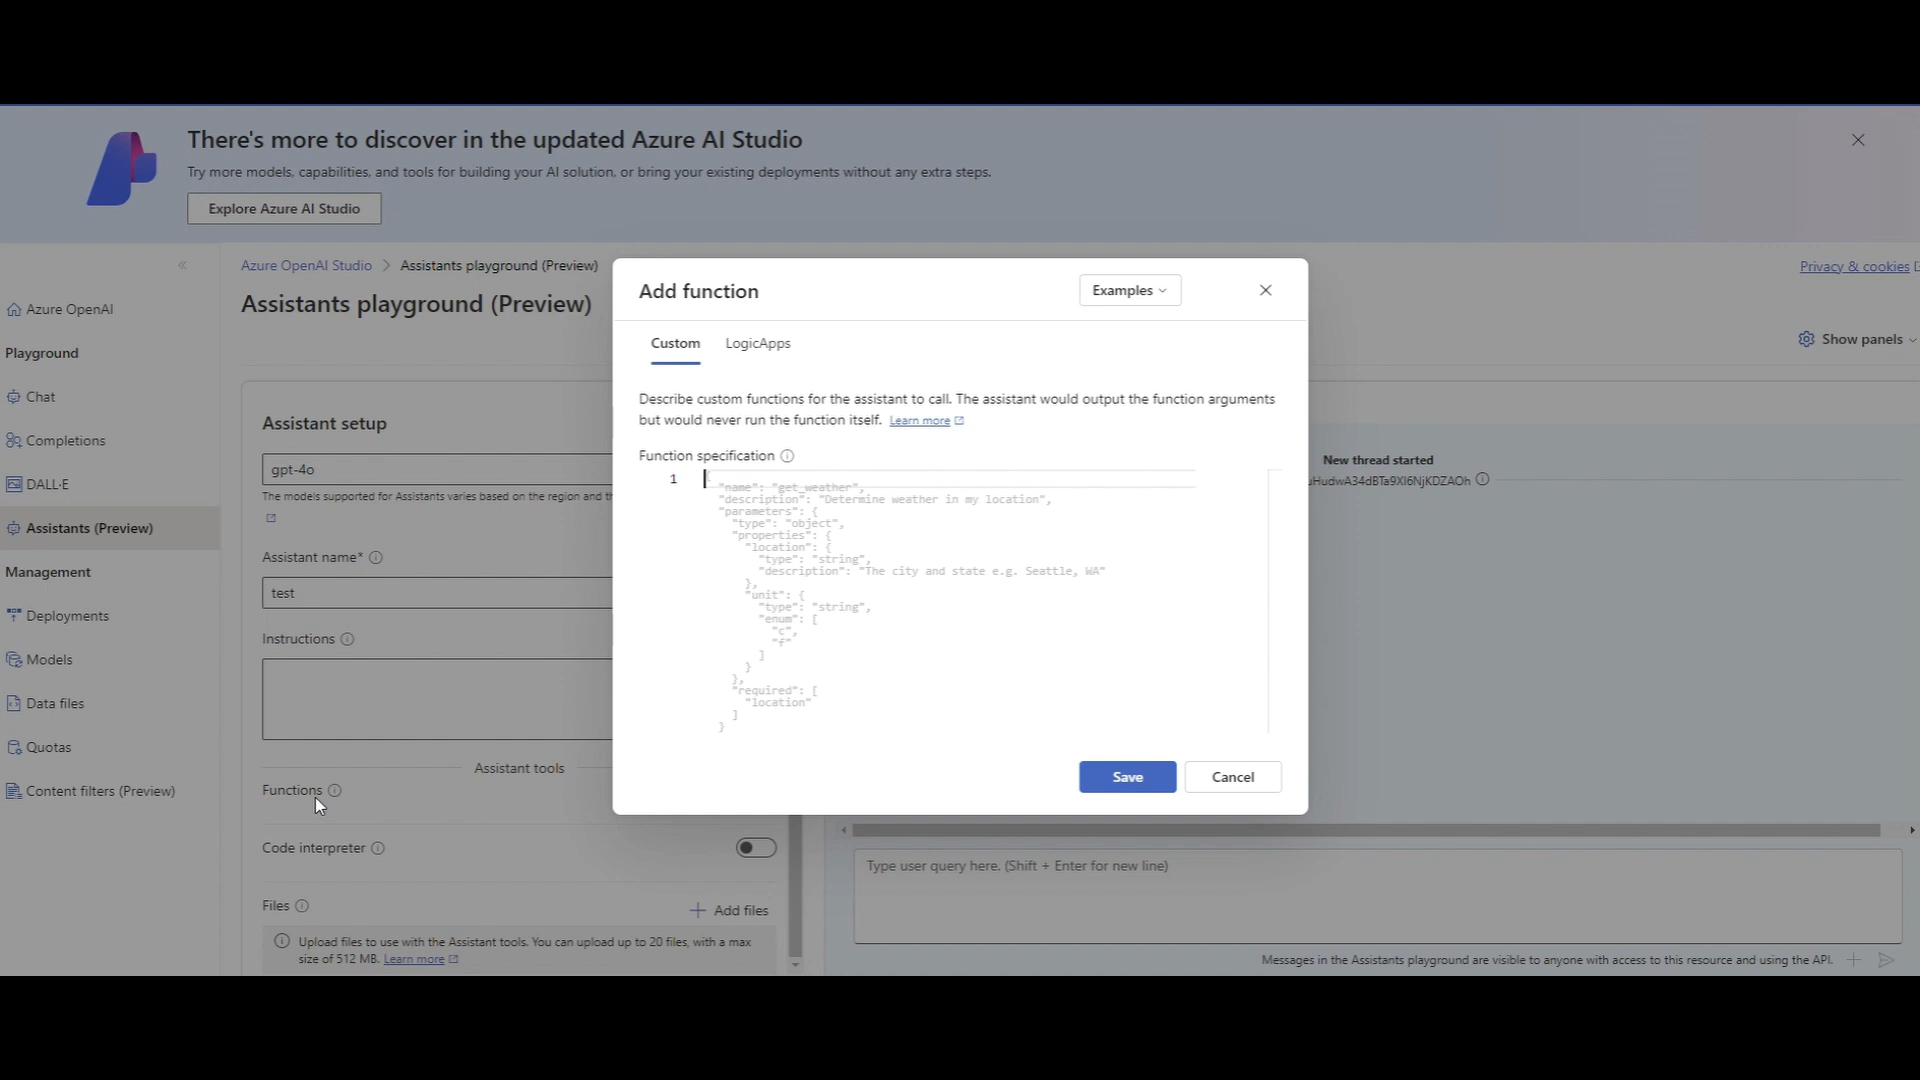 There's more to discover in the updated Azure AI Studio
Try more models, capabilities, and tools for building your AI solution, or bring your existing deployments without any extra steps.
Explore Azure AI Studio
Azure OpenAI
Playground
Chat
Completions
DALL·E
Assistants (Preview)
Management
Deployments
Models
Data files
Quotas
Content filters (Preview)
Azure OpenAI Studio > Assistants playground (Preview)
Privacy & cookies
Assistants playground (Preview)
Show panels
Assistant setup
gpt-4o
The models supported for Assistants varies based on the region and
Assistant name*
test
Instructions
Assistant tools
Functions
Code interpreter
Files
Add files
Upload files to use with the Assistant tools. You can upload up to 20 files, with a max
size of 512 MB. Learn more
Add function
Examples
Custom
LogicApps
Describe custom functions for the assistant to call. The assistant would output the function arguments
but would never run the function itself. Learn more
Function specification
1
"name": "get_weather",
"description": "Determine weather in my location",
"parameters": {
"type": "object",
"properties": {
"location": {
"type": "string",
"description": "The city and state e.g. Seattle, WA"
},
"unit": {
"type": "string",
"enum": [
"c",
"f"
]
}
},
"required": [
"location"
]
}
Save
Cancel
New thread started
HudwA34dBTa9XI6NjKDZAOh
Type user query here. (Shift + Enter for new line)
Messages in the Assistants playground are visible to anyone with access to this resource and using the API.